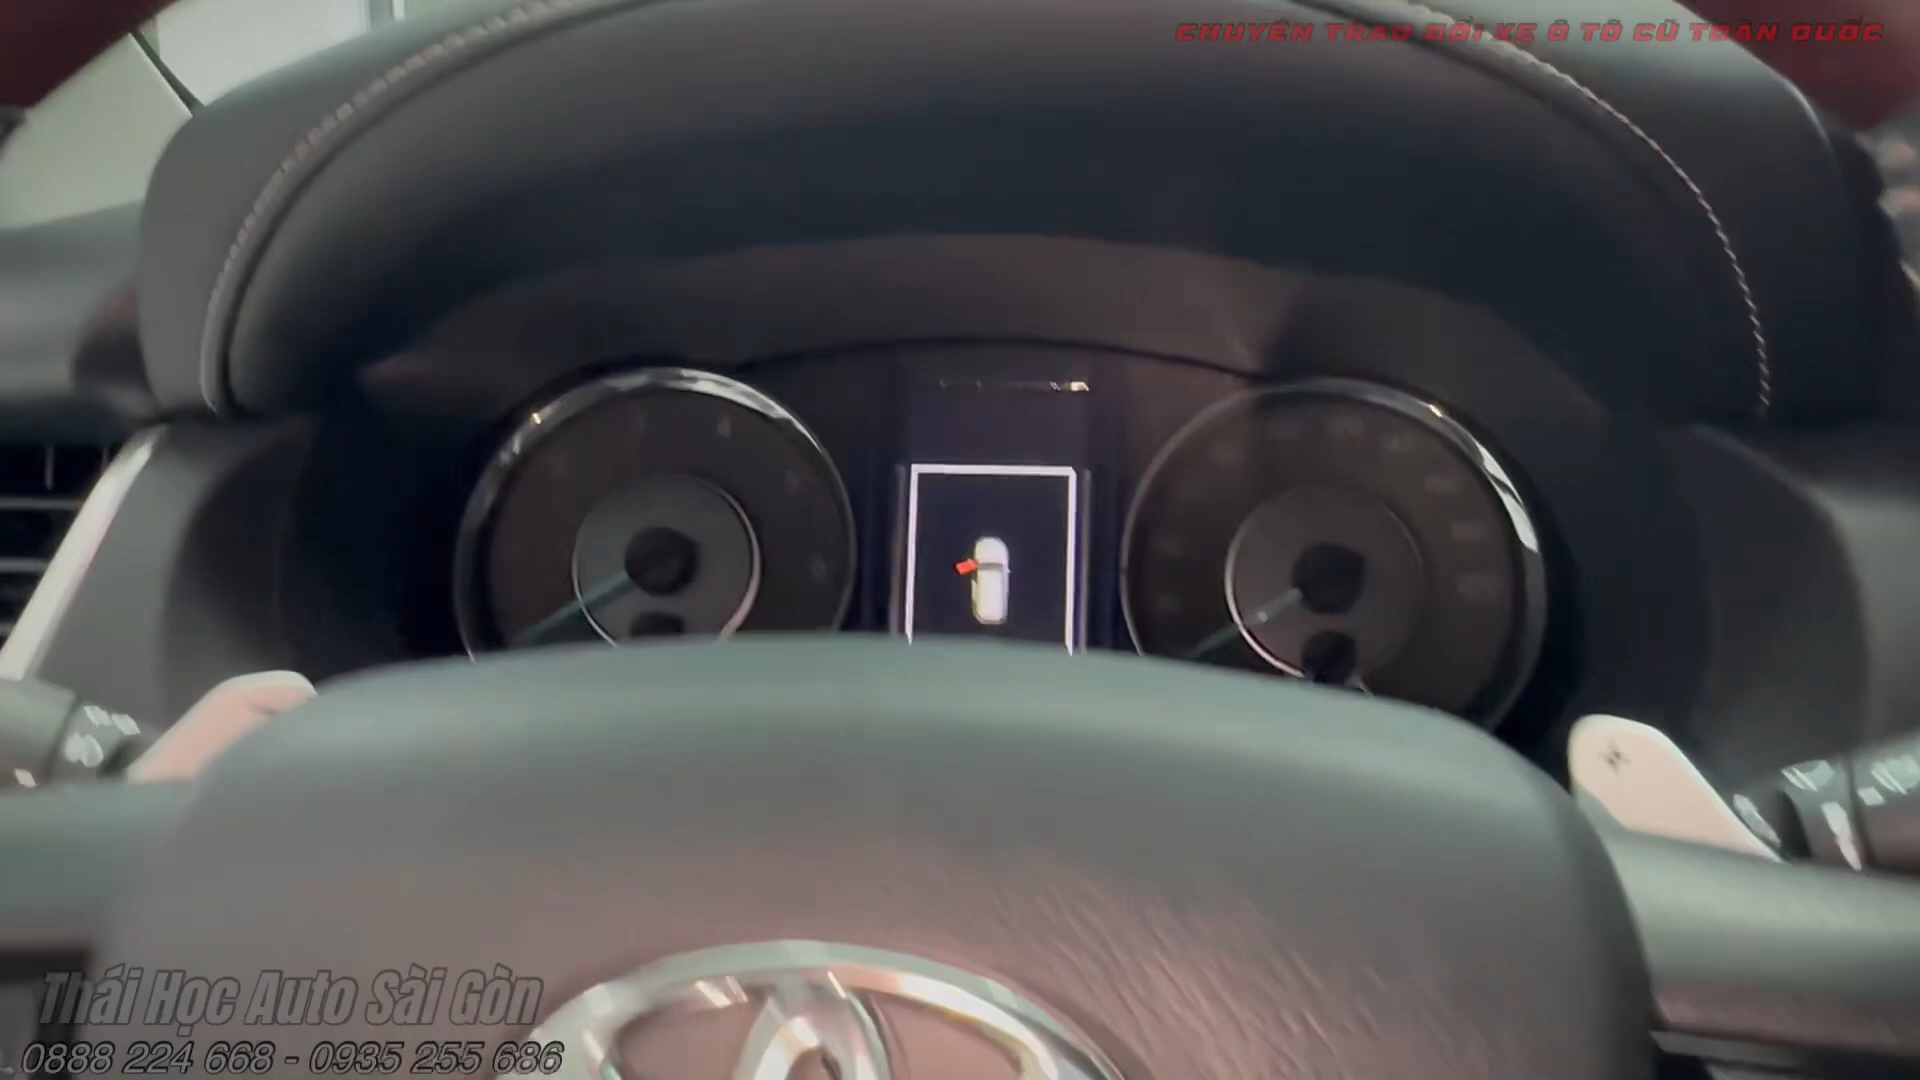 CHUYÊN TRAO ĐỔI XE Ô TÔ CŨ TOÀN QUỐC
4
Thái Học Auto Sài Gòn
0888 224 668 - 0935 255 686